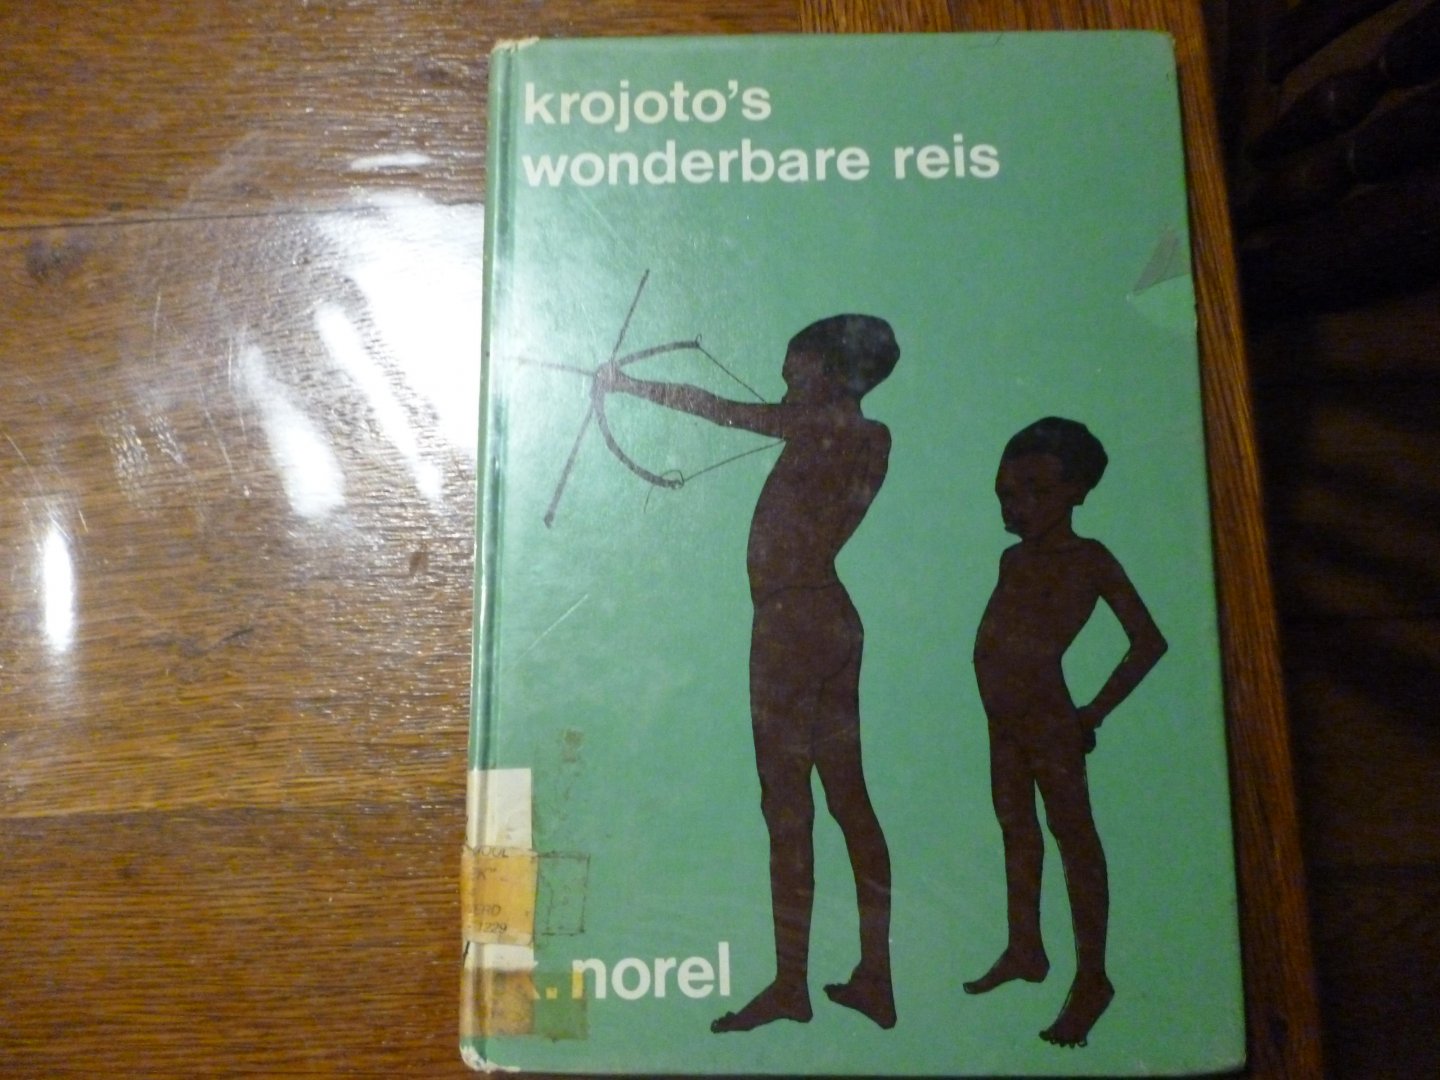 krojoto's
wonderbare reis
k. norel